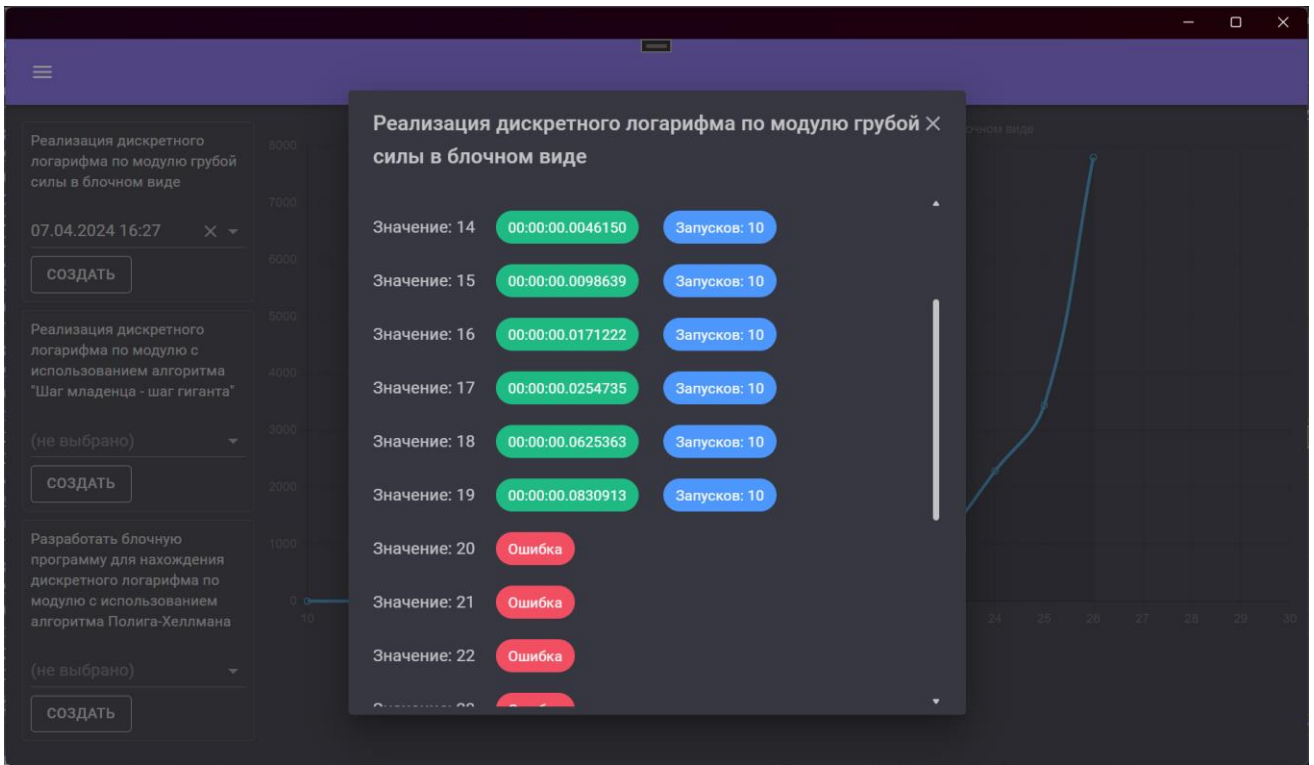 Реализация дискретного
логарифма по модулю грубой
силы в блочном виде
07.04.2024 16:27
СОЗДАТЬ
Реализация дискретного
логарифма по модулю с
использованием алгоритма
"Шаг младенца - шаг гиганта"
(не выбрано)
СОЗДАТЬ
Разработать блочную
программу для нахождения
дискретного логарифма по
модулю с использованием
алгоритма Полига-Хеллмана
(не выбрано)
СОЗДАТЬ
8000
7000
6000
5000
4000
3000
2000
1000
0
10
Реализация дискретного логарифма по модулю грубой
силы в блочном виде
Значение: 14 00:00:00.0046150 Запусков: 10
Значение: 15 00:00:00.0098639 Запусков: 10
Значение: 16 00:00:00.0171222 Запусков: 10
Значение: 17 00:00:00.0254735 Запусков: 10
Значение: 18 00:00:00.0625363 Запусков: 10
Значение: 19 00:00:00.0830913 Запусков: 10
Значение: 20 Ошибка
Значение: 21 Ошибка
Значение: 22 Ошибка
виде
24 25 26 27 28 29 30